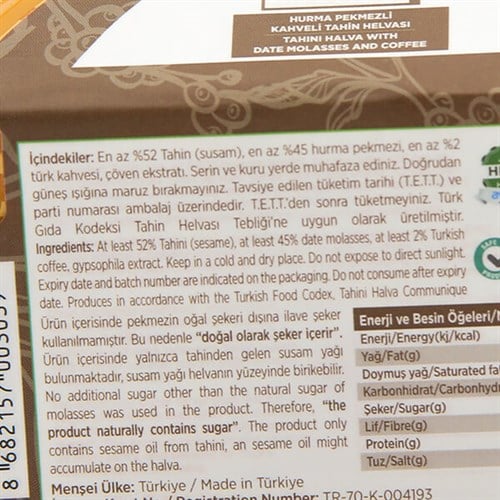 HURMA PEKMEZLİ
KAHVELİ TAHİN HELVASI
TAHINI HALVA WITH
DATE MOLASSES AND COFFEE
İçindekiler: En az %52 Tahin (susam), en az %45 hurma pekmezi, en az %2
türk kahvesi, çöven ekstratı. Serin ve kuru yerde muhafaza ediniz. Doğrudan
güneş ışığına maruz bırakmayınız. Tavsiye edilen tüketim tarihi (T.E.T.T.) ve
parti numarası ambalaj üzerindedir. T.E.T.T.'den sonra tüketmeyiniz. Türk
Gıda Kodeksi Tahin Helvası Tebliği'ne uygun olarak üretilmiştir.
Ingredients: At least 52% Tahini (sesame), at least 45% date molasses, at least 2% Turkish
coffee, gypsophila extract. Keep in a cold and dry place. Do not expose to direct sunlight.
Expiry date and batch number are indicated on the packaging. Do not consume after expiry
date. Produces in accordance with the Turkish Food Codex, Tahini Halva Communique
Ürün içerisinde pekmezin oğal şekeri dışına ilave şeker
kullanılmamıştır. Bu nedenle "doğal olarak şeker içerir".
Ürün içerisinde yalnızca tahinden gelen susam yağı
bulunmaktadır, susam yağı helvanın yüzeyinde birikebilir.
No additional sugar other than the natural sugar of
molasses was used in the product. Therefore, "the
product naturally contains sugar". The product only
contains sesame oil from tahini, an sesame oil might
accumulate on the halva.
Menşei Ülke: Türkiye / Made in Türkiye
Registration Number: TR-70-K-004193
Enerji ve Besin Öğeleri/
Enerji/Energy(kj/kcal)
Yağ/Fat(g)
Doymuş yağ/Saturated
Karbonhidrat/
Şeker/Sugar(g)
Lif/Fibre(g)
Protein(g)
Tuz/Salt(g)
SAFE